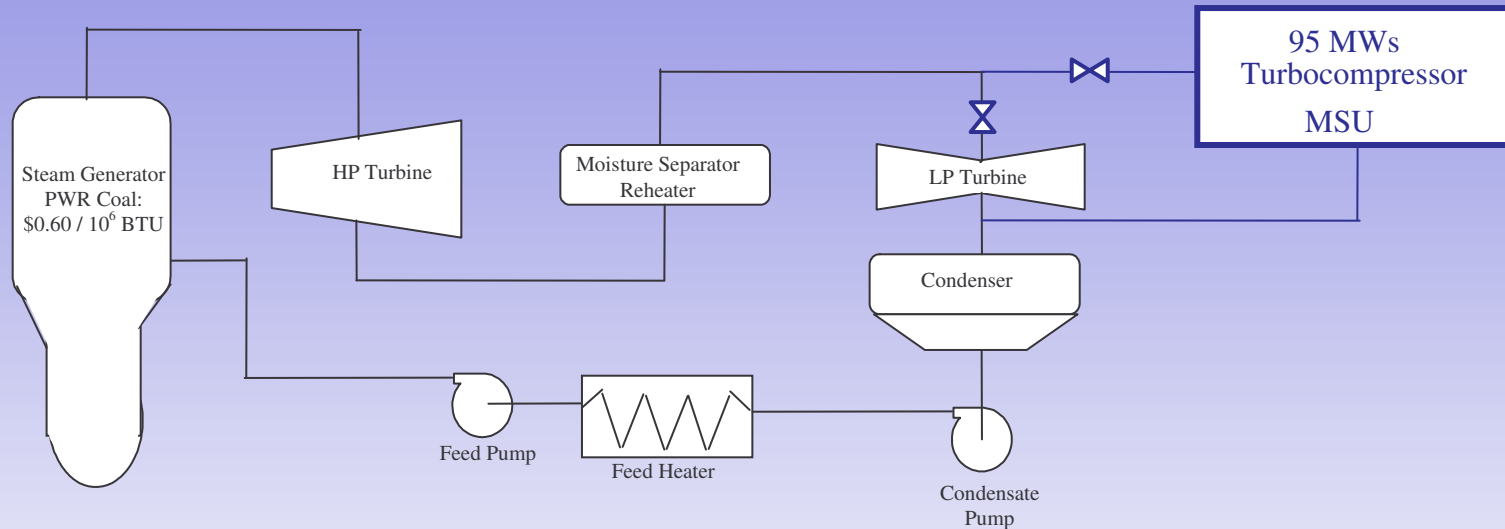 95 MWs
Turbocompressor
MSU
Steam Generator
PWR Coal:
$0.60 / 10⁶ BTU
HP Turbine
Moisture Separator
Reheater
LP Turbine
Condenser
Feed Pump
Feed Heater
Condensate
Pump